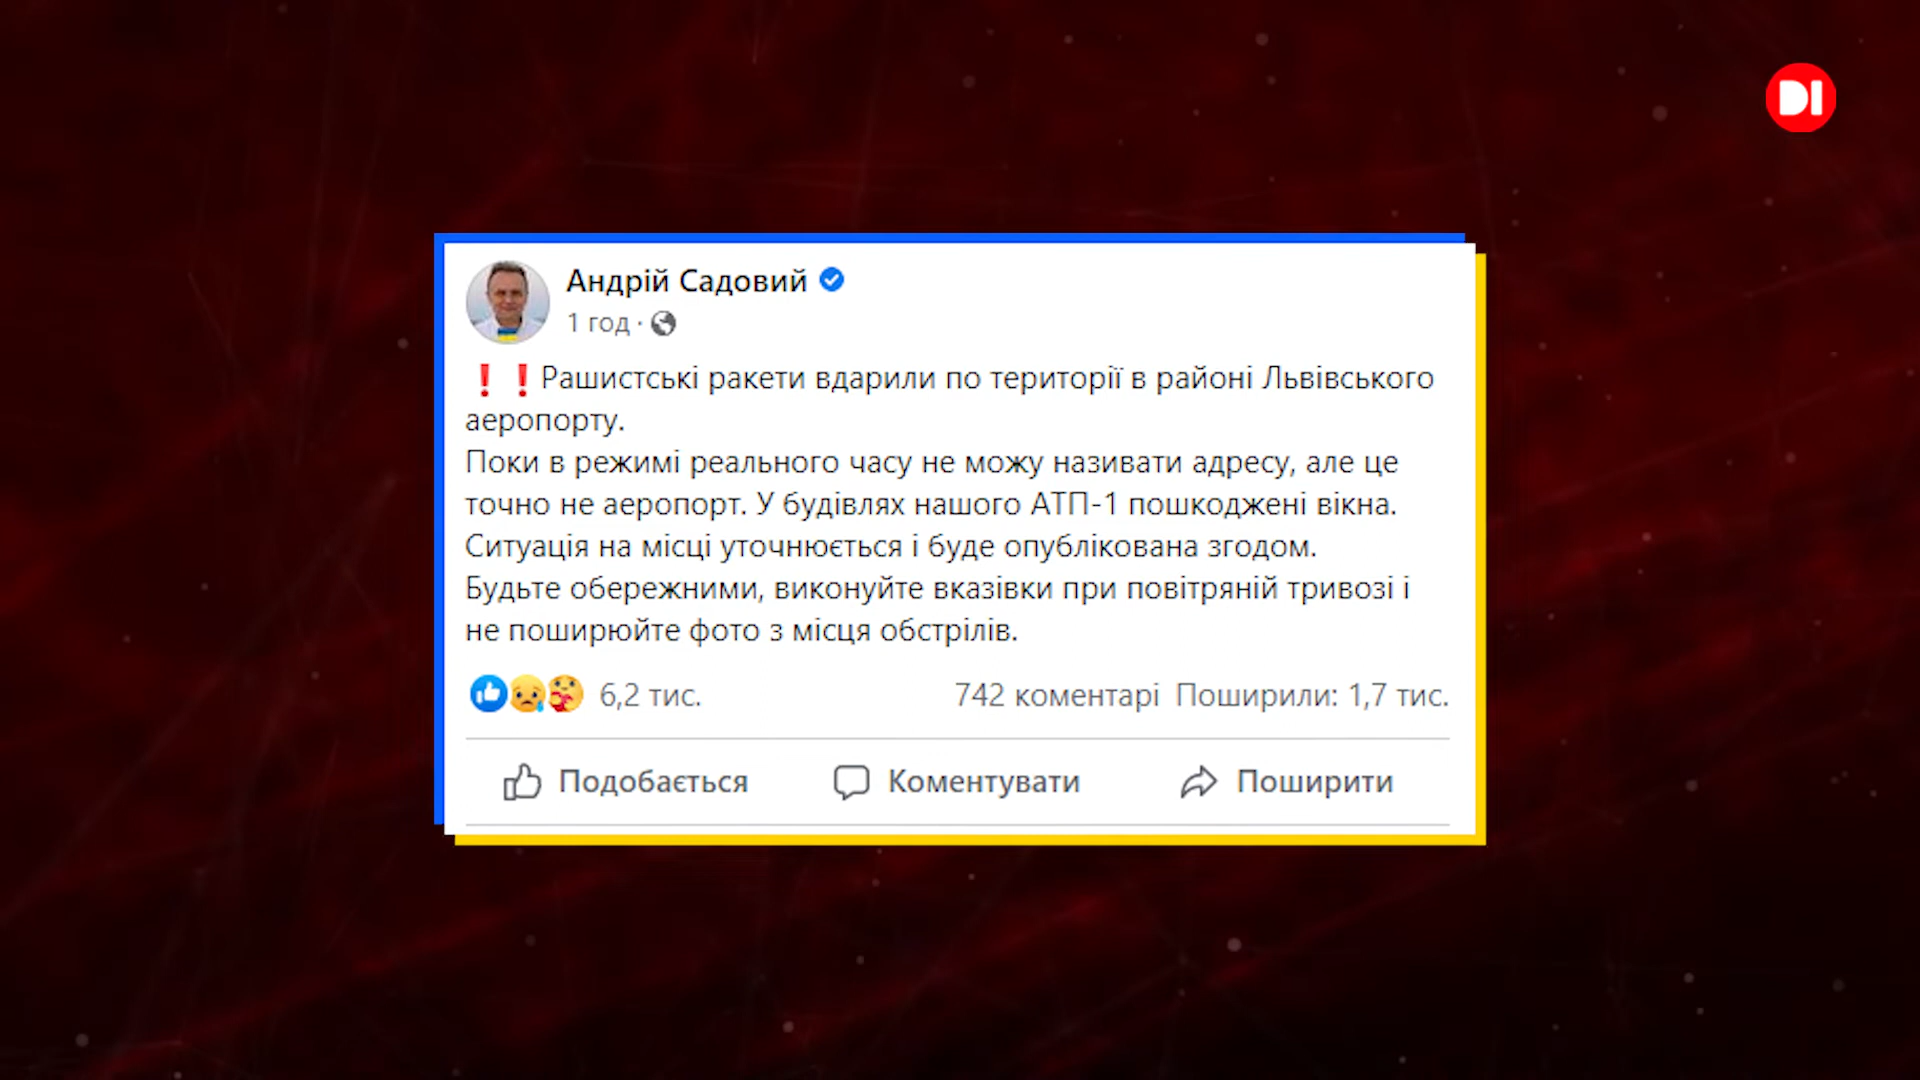 DI
Андрій Садовий
1 год ·
❗❗Рашистські ракети вдарили по території в районі Львівського
аеропорту.
Поки в режимі реального часу не можу називати адресу, але це
точно не аеропорт. У будівлях нашого АТП-1 пошкоджені вікна.
Ситуація на місці уточнюється і буде опублікована згодом.
Будьте обережними, виконуйте вказівки при повітряній тривозі і
не поширюйте фото з місця обстрілів.
6,2 тис. 742 коментарі Поширили: 1,7 тис.
Подобається Коментувати Поширити